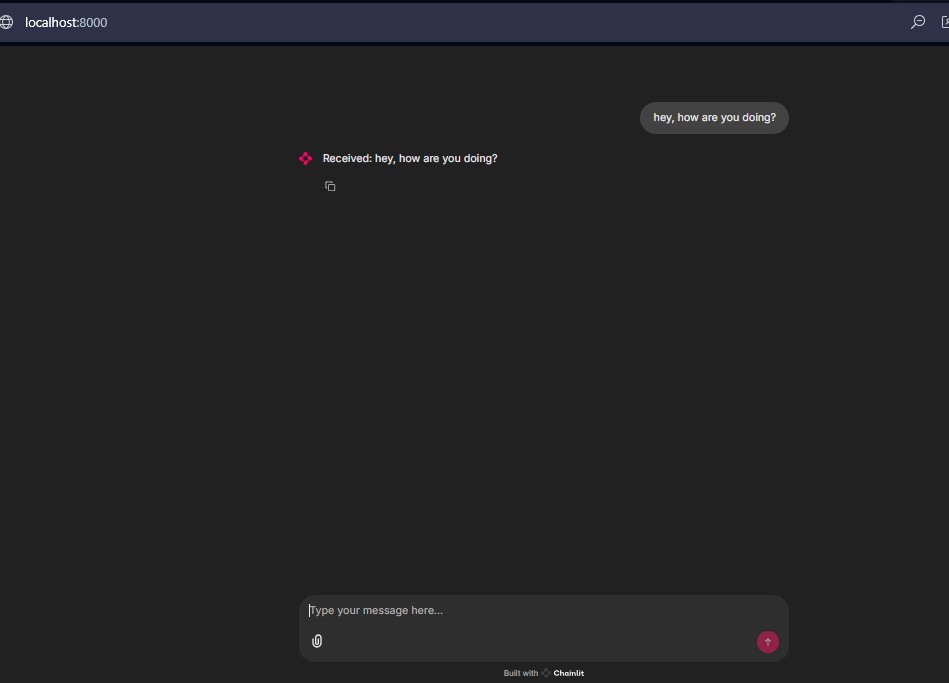 localhost:8000
hey, how are you doing?
Received: hey, how are you doing?
Type your message here...
Built with Chainlit